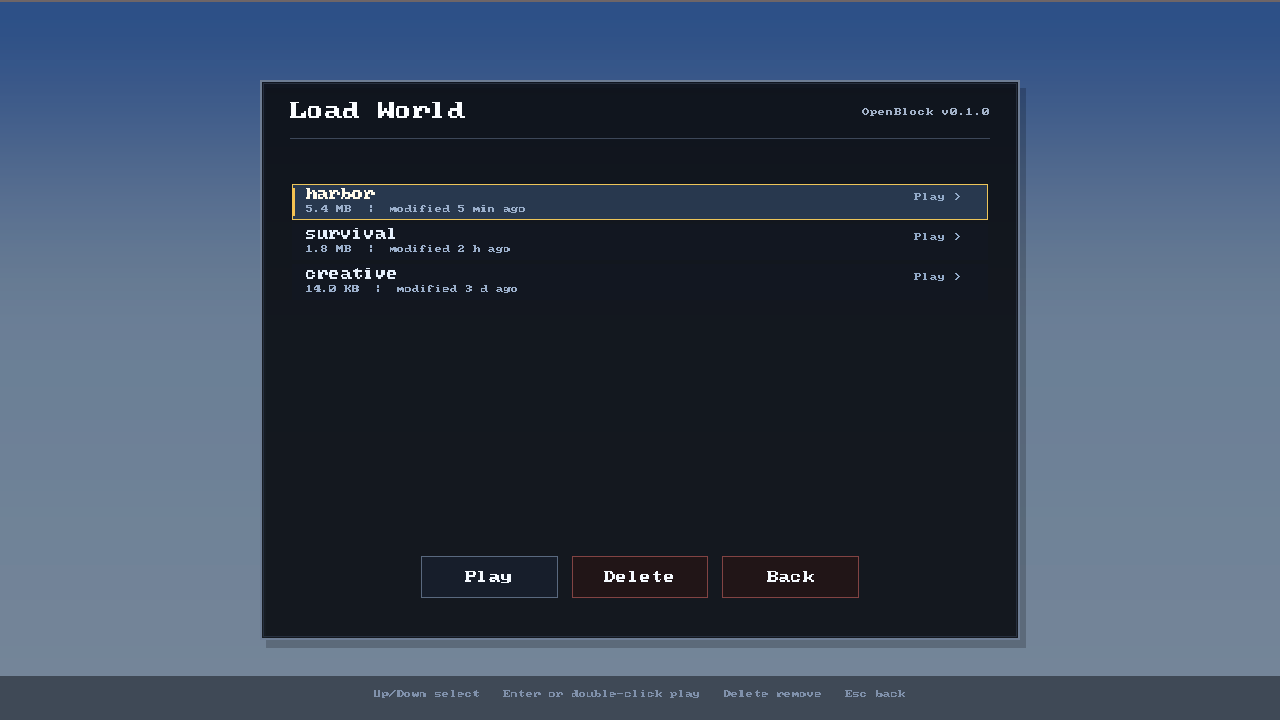 Load World
OpenBlock v0.1.0
harbor
Play >
5.4 MB ¦ modified 5 min ago
survival
Play >
1.8 MB ¦ modified 2 h ago
creative
Play >
14.0 KB ¦ modified 3 d ago
Play
Delete
Back
Up/Down select Enter or double-click play Delete remove Esc back